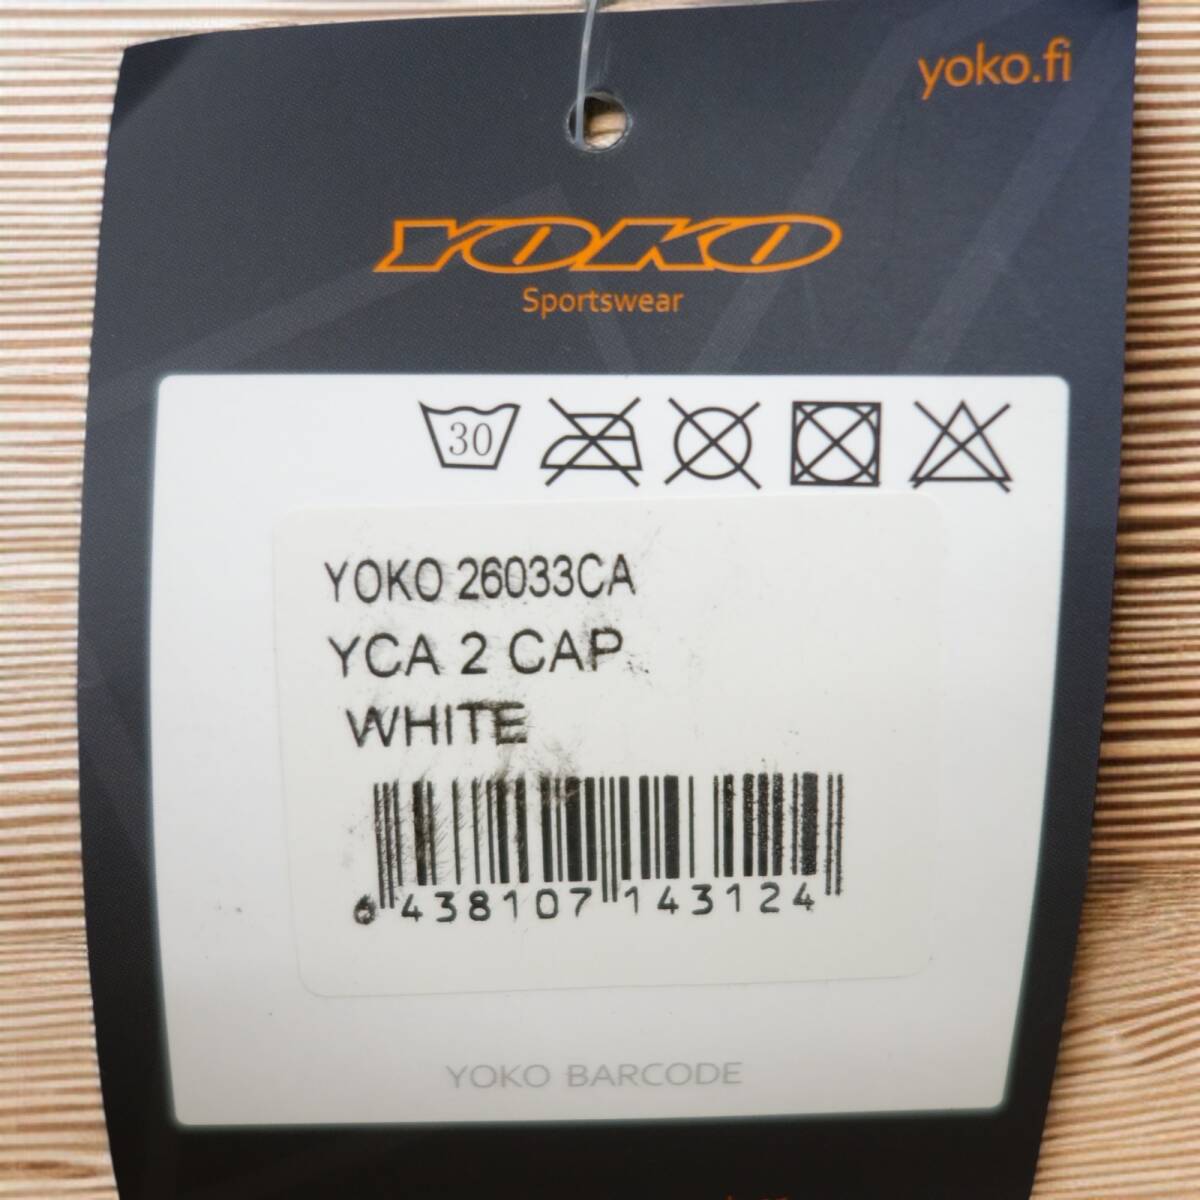 yoko.fi
YOKO
Sportswear
30
YOKO 26033CA
YCA 2 CAP
WHITE
6 438107 143124
YOKO BARCODE